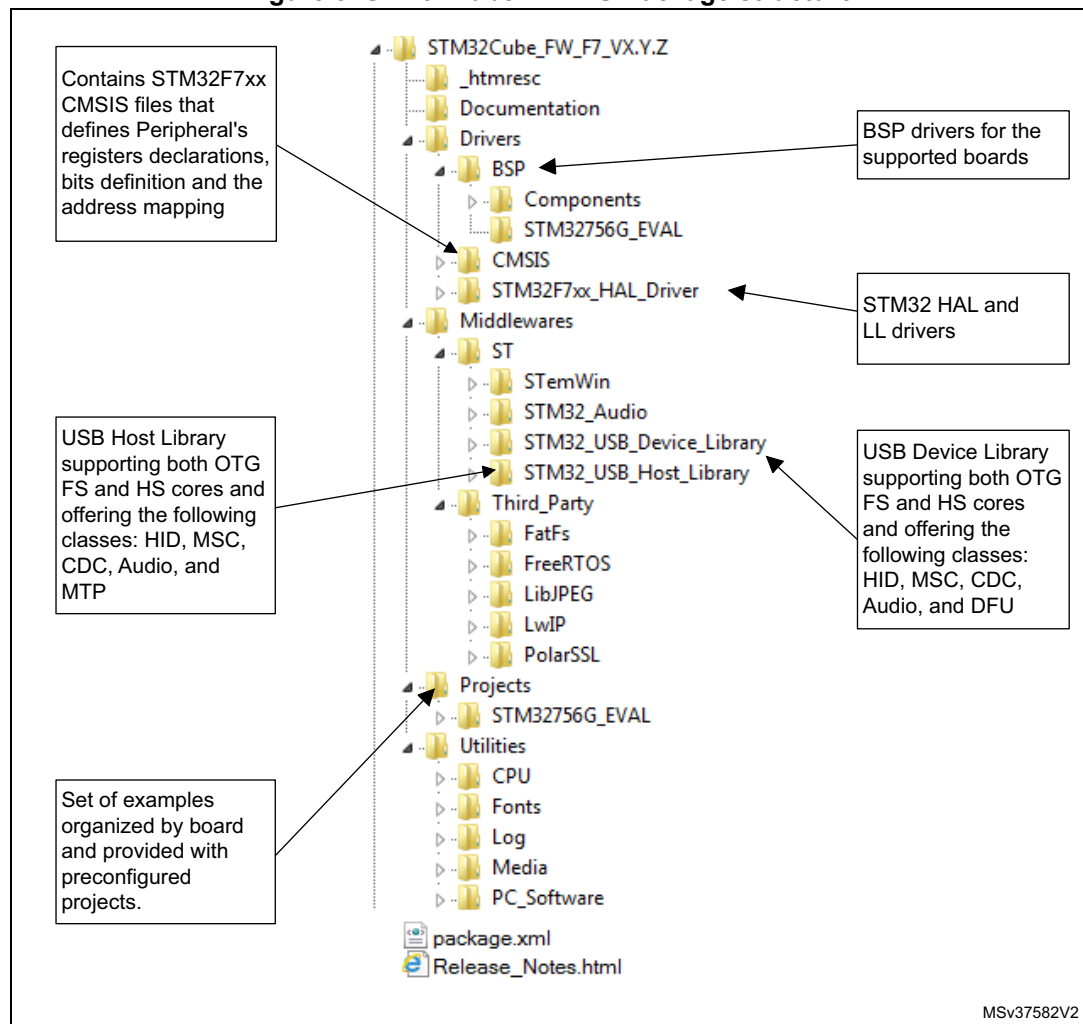 STM32Cube_FW_F7_VX.Y.Z
_htmresc
Documentation
Drivers
BSP
Components
STM32756G_EVAL
CMSIS
STM32F7xx_HAL_Driver
Middlewares
ST
STemWin
STM32_Audio
STM32_USB_Device_Library
STM32_USB_Host_Library
Third_Party
FatFs
FreeRTOS
LibJPEG
LwIP
PolarSSL
Projects
STM32756G_EVAL
Utilities
CPU
Fonts
Log
Media
PC_Software
package.xml
Release_Notes.html
Contains STM32F7xx
CMSIS files that
defines Peripheral's
registers declarations,
bits definition and the
address mapping
BSP drivers for the
supported boards
STM32 HAL and
LL drivers
USB Host Library
supporting both OTG
FS and HS cores and
offering the following
classes: HID, MSC,
CDC, Audio, and
MTP
USB Device Library
supporting both OTG
FS and HS cores
and offering the
following classes:
HID, MSC, CDC,
Audio, and DFU
Set of examples
organized by board
and provided with
preconfigured
projects.
MSv37582V2